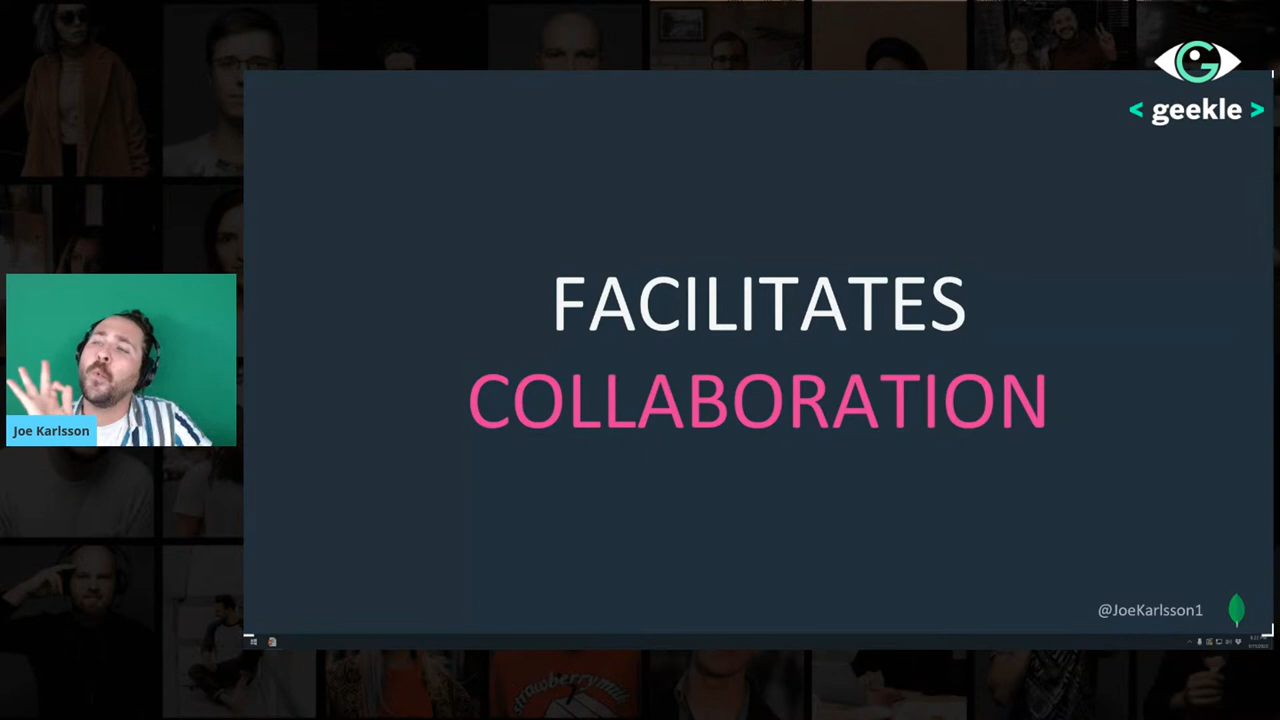 < geekle >
FACILITATES
COLLABORATION
Joe Karlsson
@JoeKarlsson1